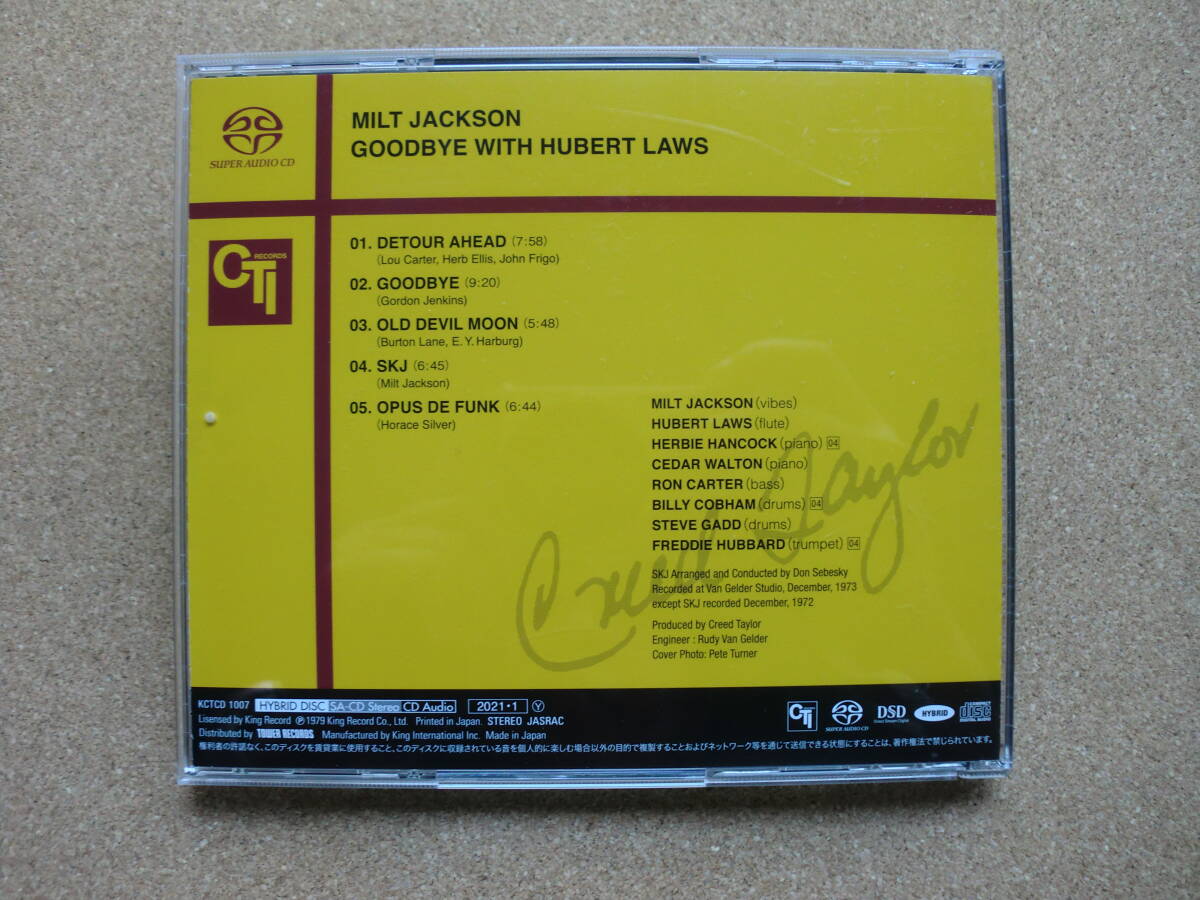 SUPER AUDIO CD
MILT JACKSON
GOODBYE WITH HUBERT LAWS
CTI
RECORDS
01. DETOUR AHEAD (7:58)
(Lou Carter, Herb Ellis, John Frigo)
02. GOODBYE (9:20)
(Gordon Jenkins)
03. OLD DEVIL MOON (5:48)
(Burton Lane, E. Y. Harburg)
04. SKJ (6:45)
(Milt Jackson)
05. OPUS DE FUNK (6:44)
(Horace Silver)
MILT JACKSON (vibes)
HUBERT LAWS (flute)
HERBIE HANCOCK (piano) 04
CEDAR WALTON (piano)
RON CARTER (bass)
BILLY COBHAM (drums) 04
STEVE GADD (drums)
FREDDIE HUBBARD (trumpet) 04
Creed Taylor
SKJ Arranged and Conducted by Don Sebesky
Recorded at Van Gelder Studio, December, 1973
except SKJ recorded December, 1972
Produced by Creed Taylor
Engineer : Rudy Van Gelder
Cover Photo: Pete Turner
KCTCD 1007 HYBRID DISC SA-CD Stereo CD Audio 2021・1 Ⓨ
Lisensed by King Record ℗1979 King Record Co., Ltd. Printed in Japan. STEREO JASRAC
Distributed by TOWER RECORDS Manufactured by King International Inc. Made in Japan
CTI SUPER AUDIO CD DSD Direct Stream Digital HYBRID COMPACT disc DIGITAL AUDIO
権利者の許諾なく、このディスクを賃貸業に使用すること、このディスクに収録されている音を個人的に楽しむ場合以外の目的で複製することおよびネットワーク等を通じて送信できる状態にすることは、著作権法で禁じられています。